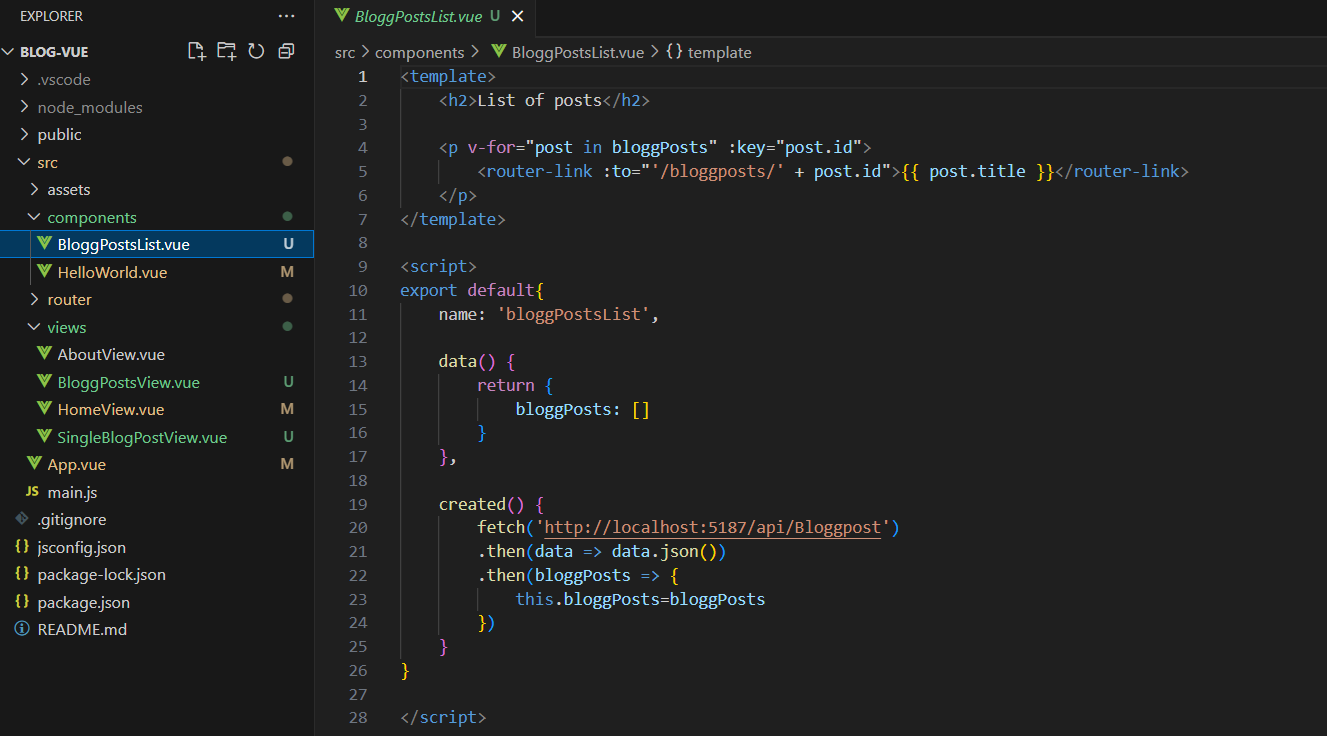 EXPLORER ...
BLOG-VUE
.vscode
node_modules
public
src
assets
components
BloggPostsList.vue U
HelloWorld.vue M
router
views
AboutView.vue
BloggPostsView.vue U
HomeView.vue M
SingleBlogPostView.vue U
App.vue M
JS main.js
.gitignore
{} jsconfig.json
{} package-lock.json
{} package.json
README.md
BloggPostsList.vue U
src > components > BloggPostsList.vue > {} template
1 <template>
2 <h2>List of posts</h2>
3
4 <p v-for="post in bloggPosts" :key="post.id">
5 <router-link :to="'/bloggposts/' + post.id">{{ post.title }}</router-link>
6 </p>
7 </template>
8
9 <script>
10 export default{
11 name: 'bloggPostsList',
12
13 data() {
14 return {
15 bloggPosts: []
16 }
17 },
18
19 created() {
20 fetch('http://localhost:5187/api/Bloggpost')
21 .then(data => data.json())
22 .then(bloggPosts => {
23 this.bloggPosts=bloggPosts
24 })
25 }
26 }
27
28 </script>